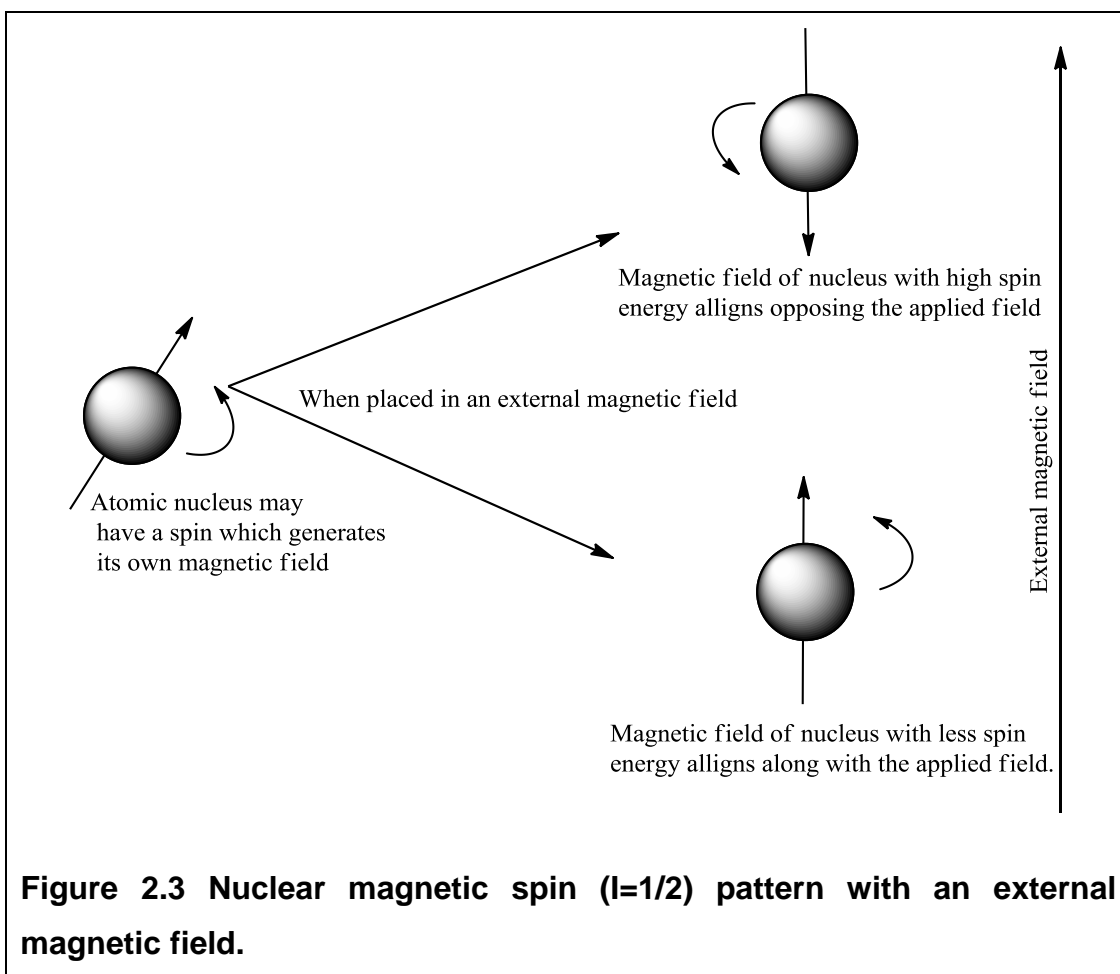 Magnetic field of nucleus with high spin
energy alligns opposing the applied field
When placed in an external magnetic field
External magnetic field
Atomic nucleus may
have a spin which generates
its own magnetic field
Magnetic field of nucleus with less spin
energy alligns along with the applied field.
Figure 2.3 Nuclear magnetic spin (I=1/2) pattern with an external
magnetic field.